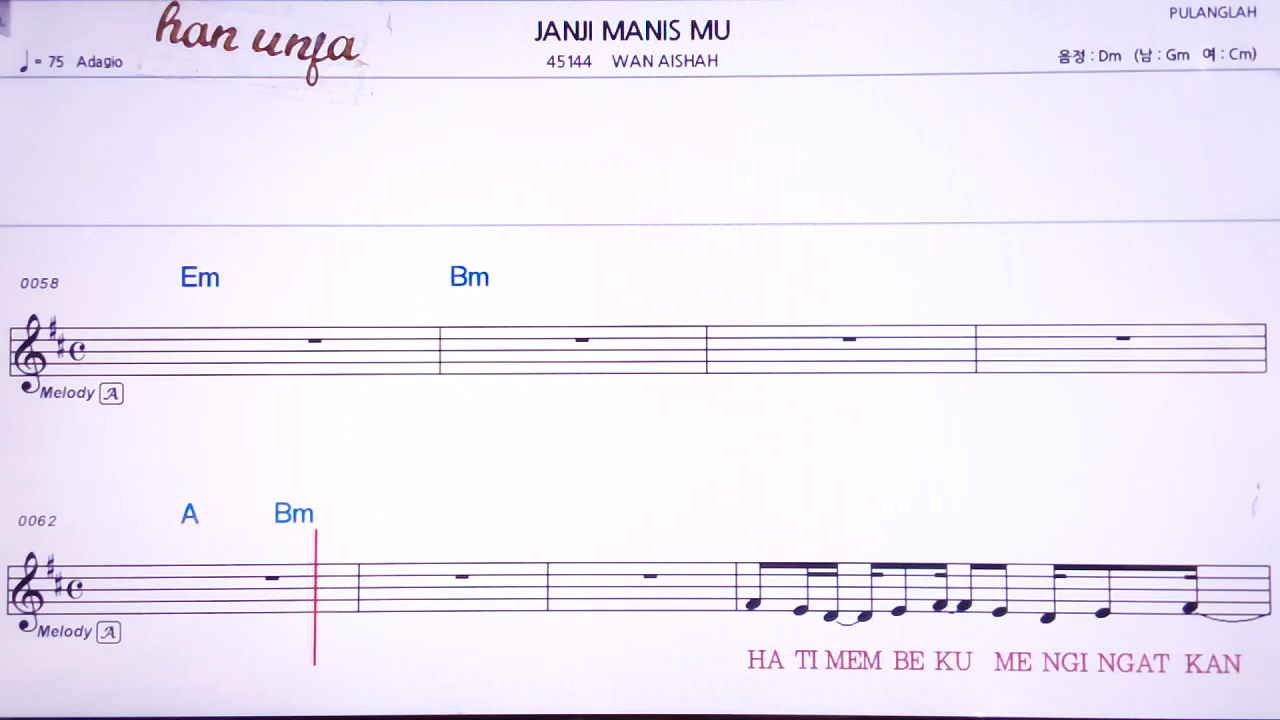 han unfa
JANJI MANIS MU
PULANGLAH
♩= 75 Adagio
45144 WAN AISHAH
음정 : Dm (남 : Gm 여 : Cm)
0058
Em Bm
Melody A
0062
A Bm
Melody A
HA TI MEM BE KU ME NGI NGAT KAN